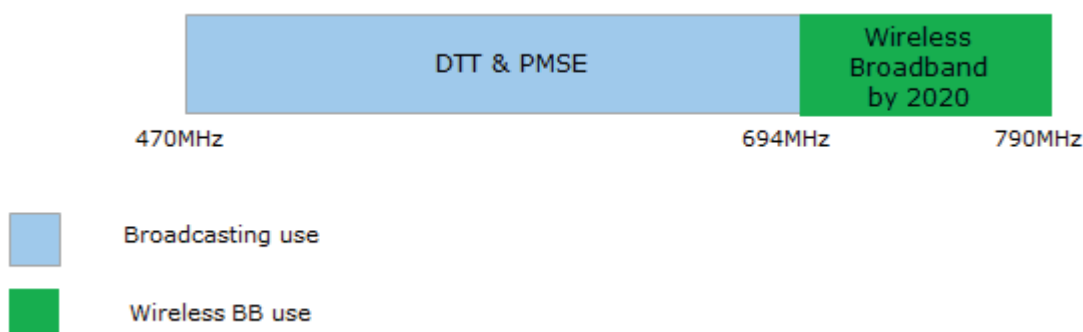 DTT & PMSE
Wireless
Broadband
by 2020
470MHz
694MHz
790MHz
Broadcasting use
Wireless BB use